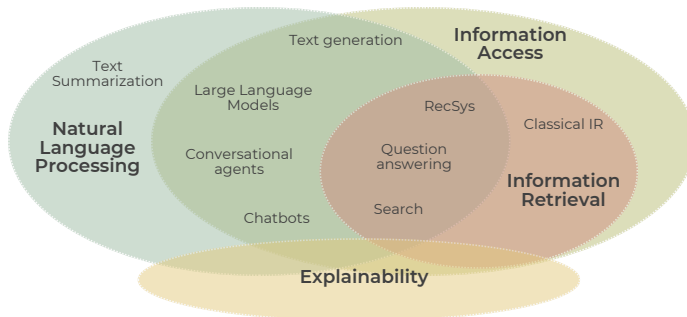 Text generation
Information
Access
Text
Summarization
Large Language
Models
RecSys
Classical IR
Natural
Language
Processing
Conversational
agents
Question
answering
Information
Retrieval
Search
Chatbots
Explainability